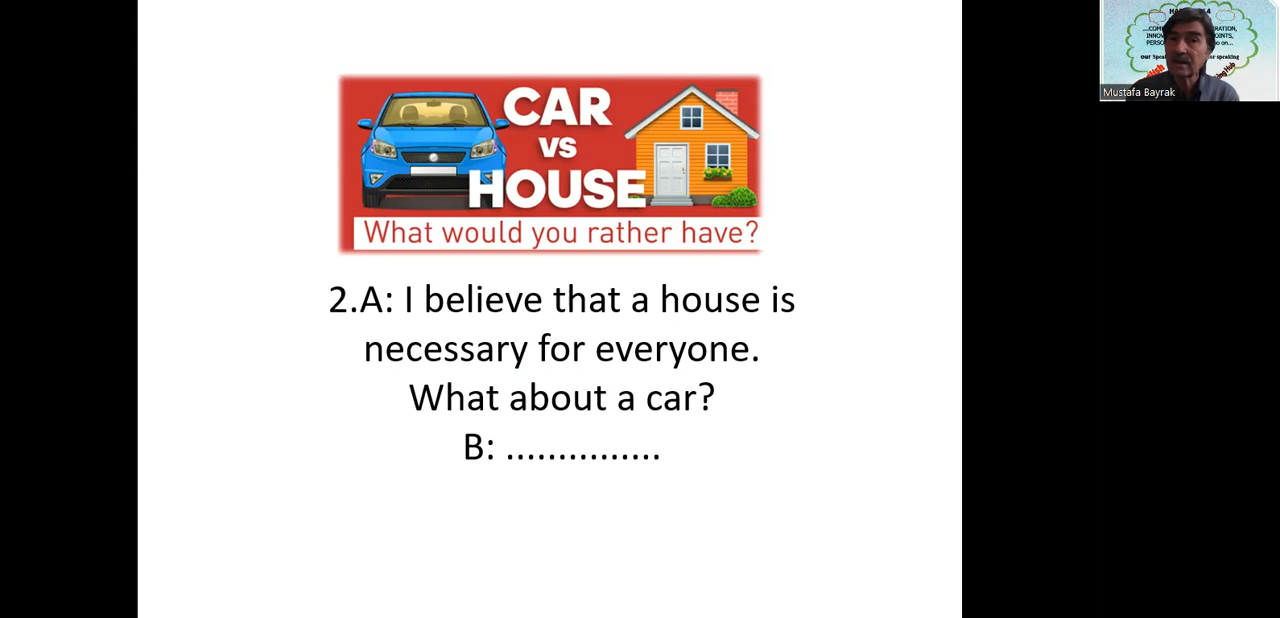 CAR
vs
HOUSE
What would you rather have?
2.A: I believe that a house is
necessary for everyone.
What about a car?
B: ...............
Mustafa Bayrak